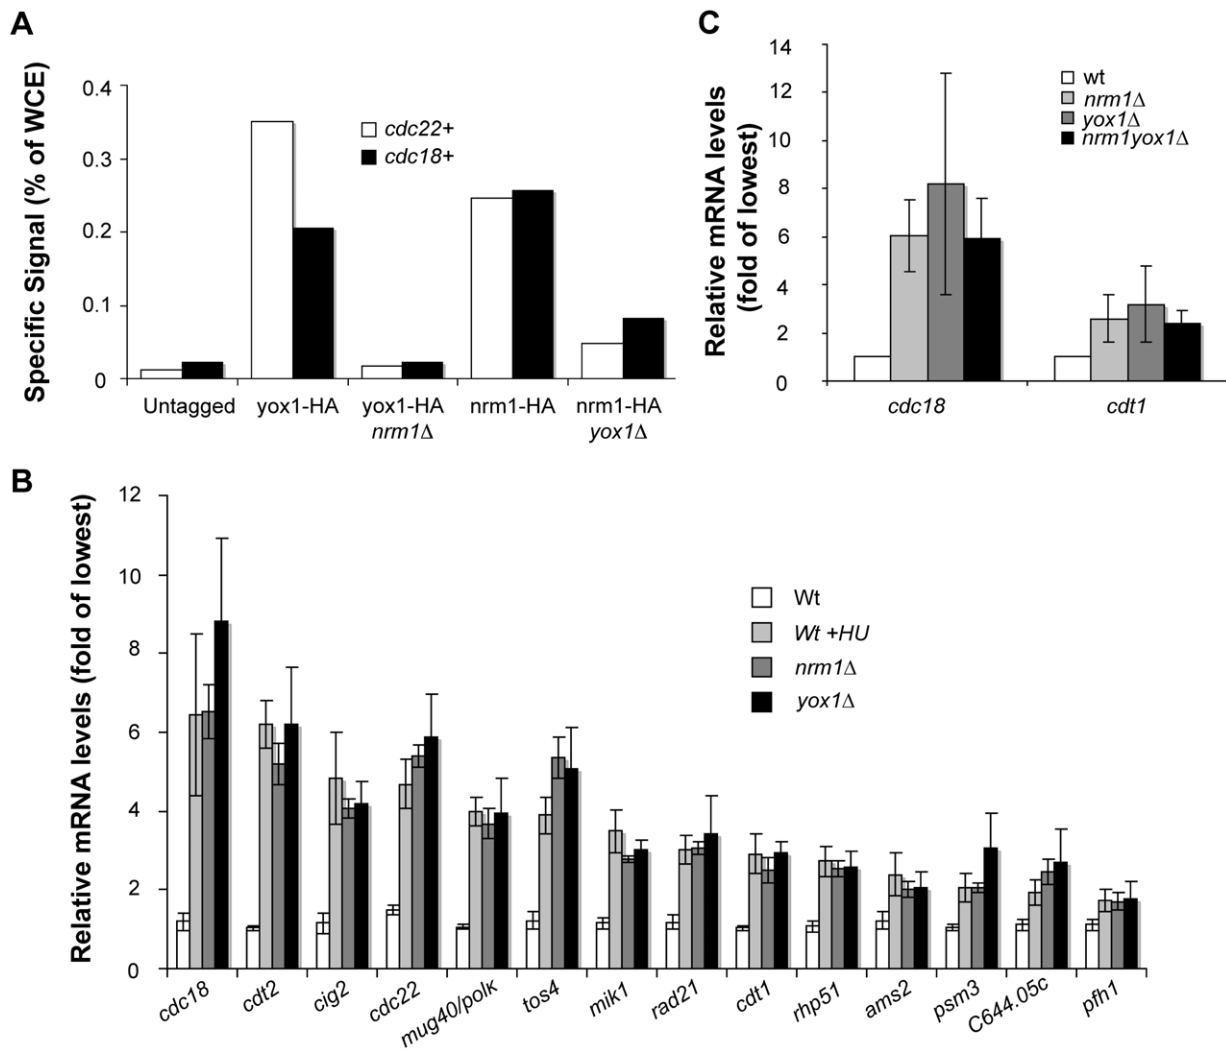 A
Specific Signal (% of WCE)
0.4
0.3
0.2
0.1
0
cdc22+
cdc18+
Untagged
yox1-HA
yox1-HA
nrm1Δ
nrm1-HA
nrm1-HA
yox1Δ
C
Relative mRNA levels
(fold of lowest)
14
12
10
8
6
4
2
0
wt
nrm1Δ
yox1Δ
nrm1yox1Δ
cdc18
cdt1
B
Relative mRNA levels (fold of lowest)
12
10
8
6
4
2
0
Wt
Wt +HU
nrm1Δ
yox1Δ
cdc18
cdt2
cig2
cdc22
mug40/polκ
tos4
mik1
rad21
cdt1
rhp51
ams2
psm3
C644.05c
pfh1